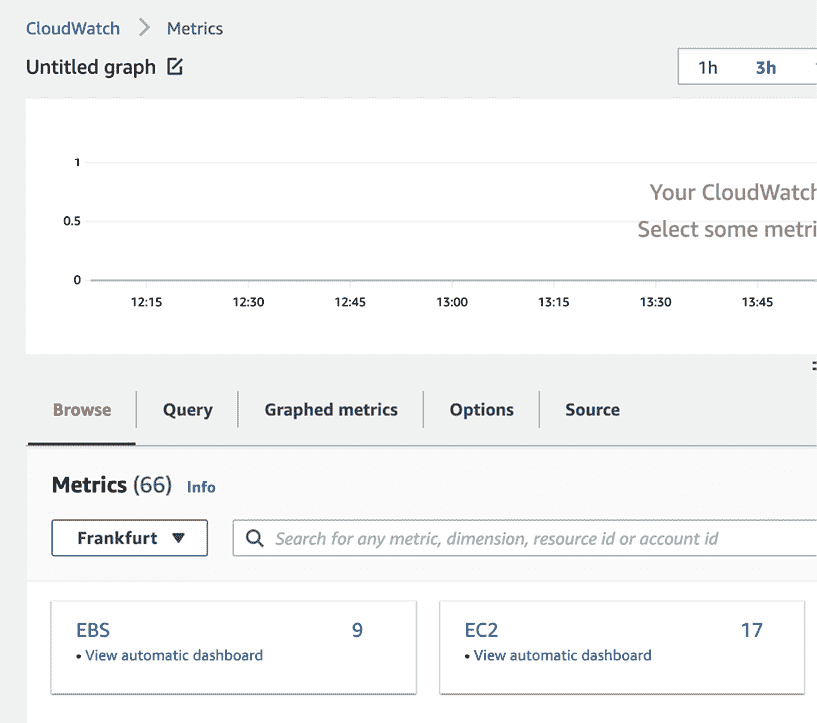 CloudWatch > Metrics
Untitled graph
1h 3h
1
Your CloudWatch
0.5
Select some metri
0
12:15 12:30 12:45 13:00 13:15 13:30 13:45
Browse Query Graphed metrics Options Source
Metrics (66) Info
Frankfurt ▼ Search for any metric, dimension, resource id or account id
EBS 9 EC2 17
• View automatic dashboard • View automatic dashboard